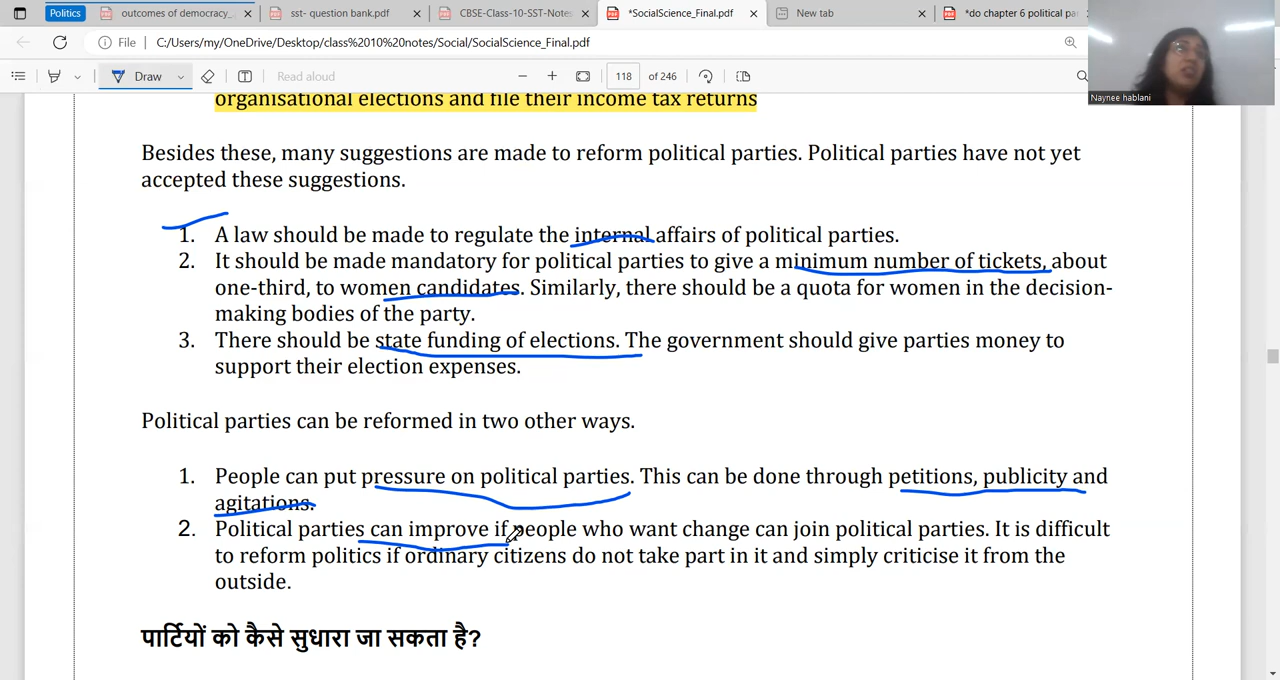 Politics
outcomes of democracy_
sst- question bank.pdf
CBSE-Class-10-SST-Notes
*SocialScience_Final.pdf
New tab
*do chapter 6 political pa
File
C:/Users/my/OneDrive/Desktop/class%2010%20notes/Social/SocialScience_Final.pdf
Draw
Read aloud
118
of 246
Naynee hablani
organisational elections and file their income tax returns
Besides these, many suggestions are made to reform political parties. Political parties have not yet
accepted these suggestions.
1. A law should be made to regulate the internal affairs of political parties.
2. It should be made mandatory for political parties to give a minimum number of tickets, about
one-third, to women candidates. Similarly, there should be a quota for women in the decision-
making bodies of the party.
3. There should be state funding of elections. The government should give parties money to
support their election expenses.
Political parties can be reformed in two other ways.
1. People can put pressure on political parties. This can be done through petitions, publicity and
agitations.
2. Political parties can improve if people who want change can join political parties. It is difficult
to reform politics if ordinary citizens do not take part in it and simply criticise it from the
outside.
पार्टियों को कैसे सुधारा जा सकता है?